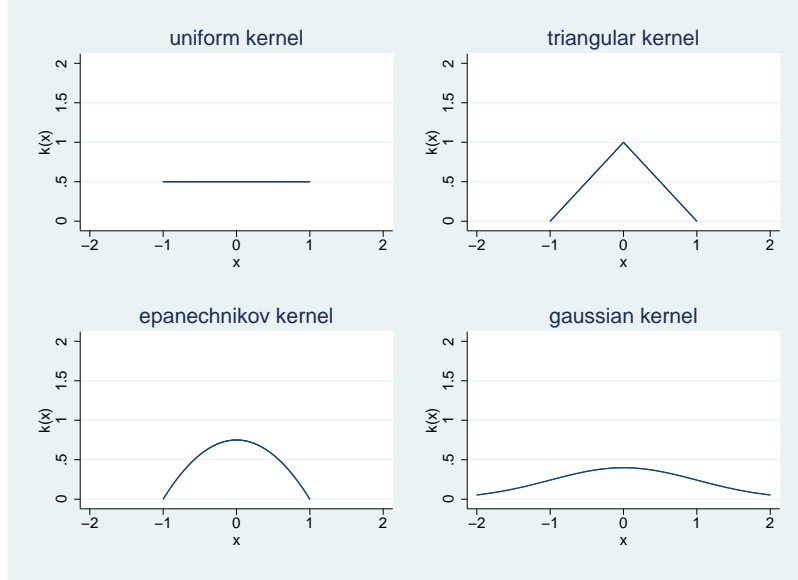 uniform kernel
k(x)
2
1.5
1
.5
0
−2 −1 0 1 2
x
triangular kernel
k(x)
2
1.5
1
.5
0
−2 −1 0 1 2
x
epanechnikov kernel
k(x)
2
1.5
1
.5
0
−2 −1 0 1 2
x
gaussian kernel
k(x)
2
1.5
1
.5
0
−2 −1 0 1 2
x